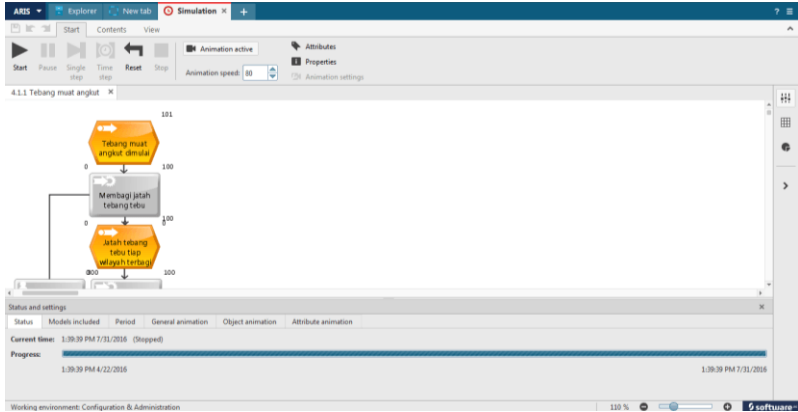 ARIS Explorer New tab Simulation × + ?
Start Contents View
Start Pause Single step Time step Reset Stop
Animation active
Animation speed: 80
Attributes
Properties
Animation settings
4.1.1 Tebang muat angkut ×
101
Tebang muat
angkut dimulai
0 100
Membagi jatah
tebang tebu
0 100
Jatah tebang
tebu tiap
wilayah terbagi
100
Status and settings ×
Status Models included Period General animation Object animation Attribute animation
Current time: 1:39:39 PM 7/31/2016 (Stopped)
Progress:
1:39:39 PM 4/22/2016 1:39:39 PM 7/31/2016
Working environment: Configuration & Administration 110 % software